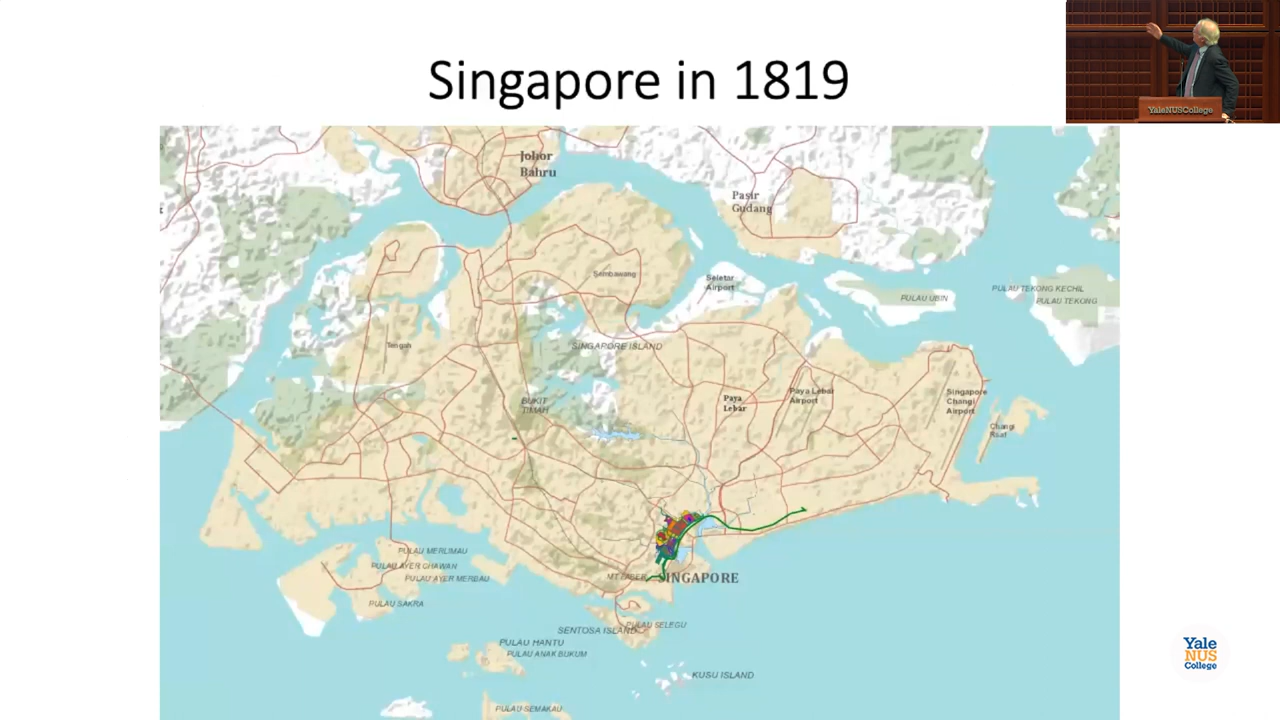 Singapore in 1819
YaleNUSCollege
Johor
Bahru
Pasir
Gudang
Sembawang
Seletar
Airport
PULAU UBIN
PULAU TEKONG KECHIL
PULAU TEKONG
Tengah
SINGAPORE ISLAND
BUKIT
TIMAH
Paya
Lebar
Paya Lebar
Airport
Singapore
Changi
Airport
Changi
PULAU MERLIMAU
PULAU AYER CHAWAN
PULAU AYER MERBAU
PULAU SAKRA
MT FABER
SINGAPORE
SENTOSA ISLAND
PULAU SELEGU
PULAU HANTU
PULAU ANAK BUKUM
KUSU ISLAND
PULAU SEMAKAU
Yale
NUS
College